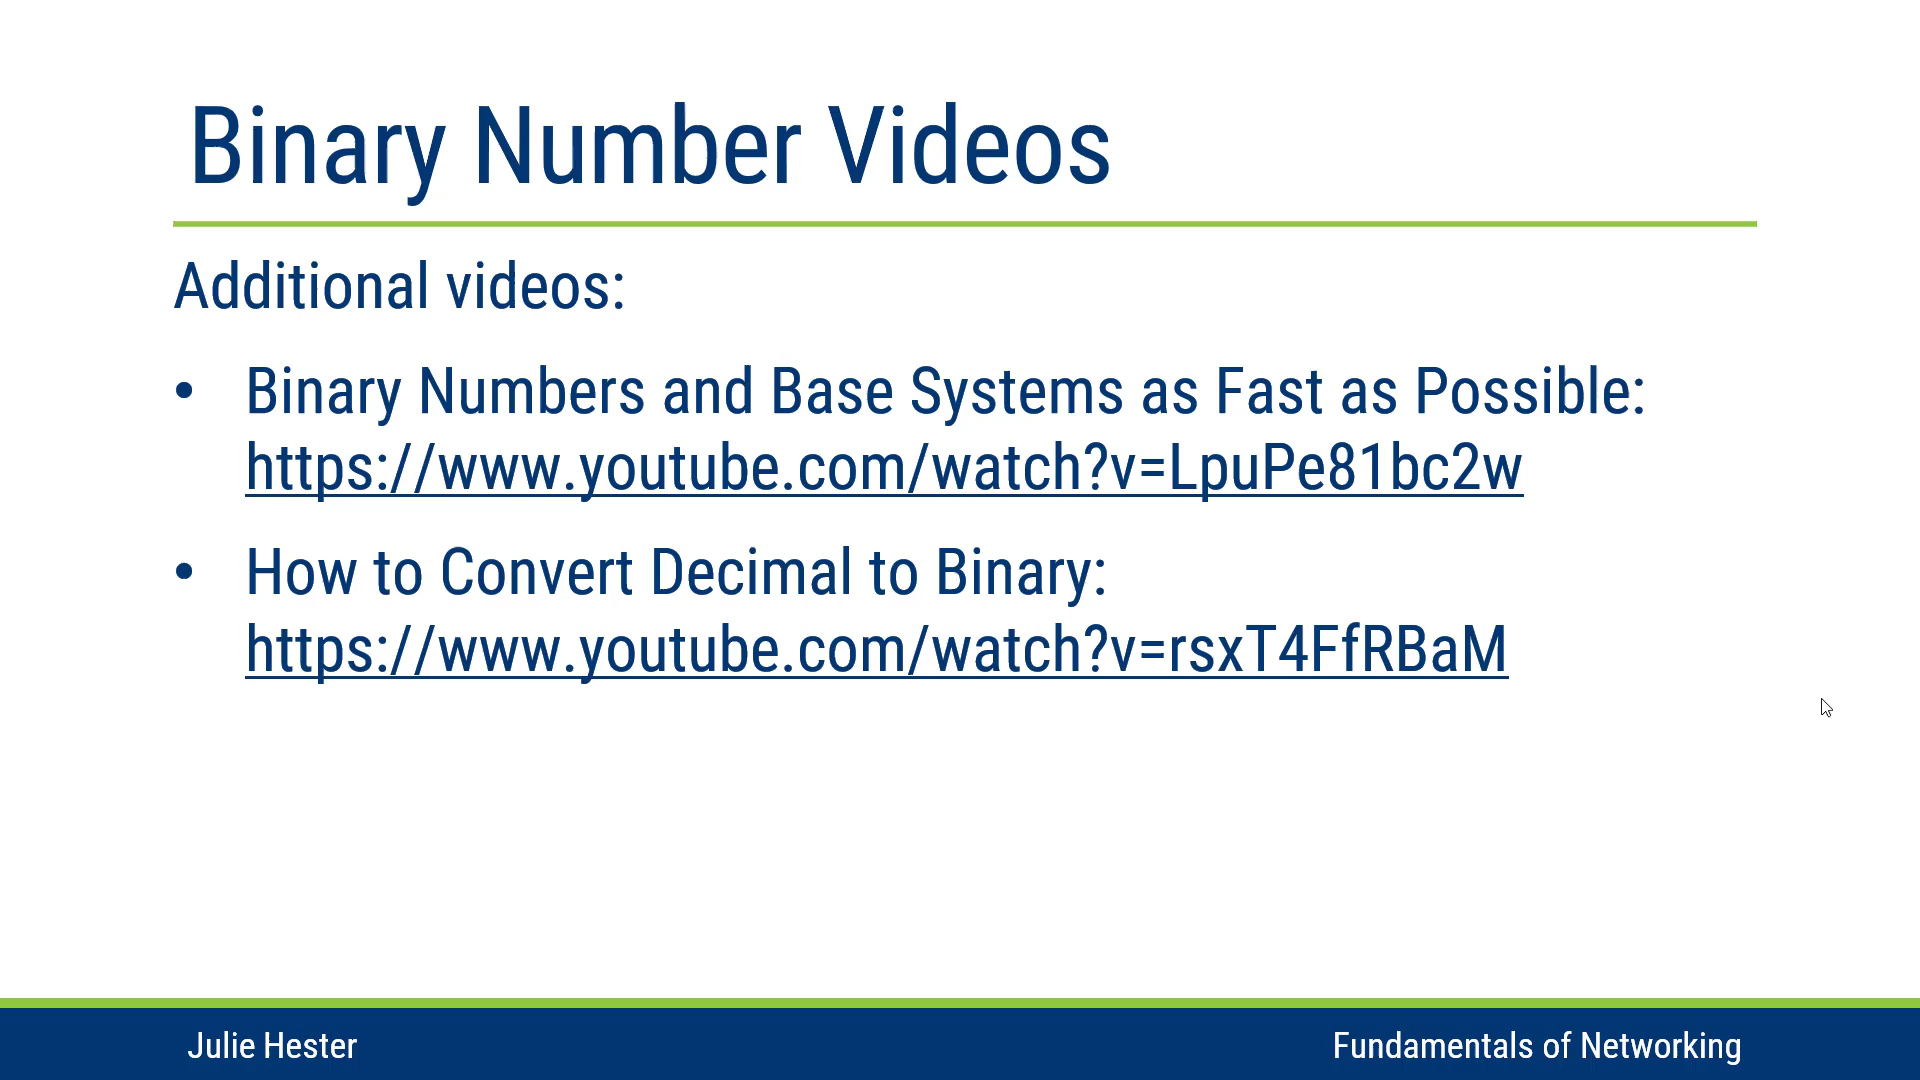 Binary Number Videos
Additional videos:
• Binary Numbers and Base Systems as Fast as Possible:
https://www.youtube.com/watch?v=LpuPe81bc2w
• How to Convert Decimal to Binary:
https://www.youtube.com/watch?v=rsxT4FfRBaM
Julie Hester
Fundamentals of Networking